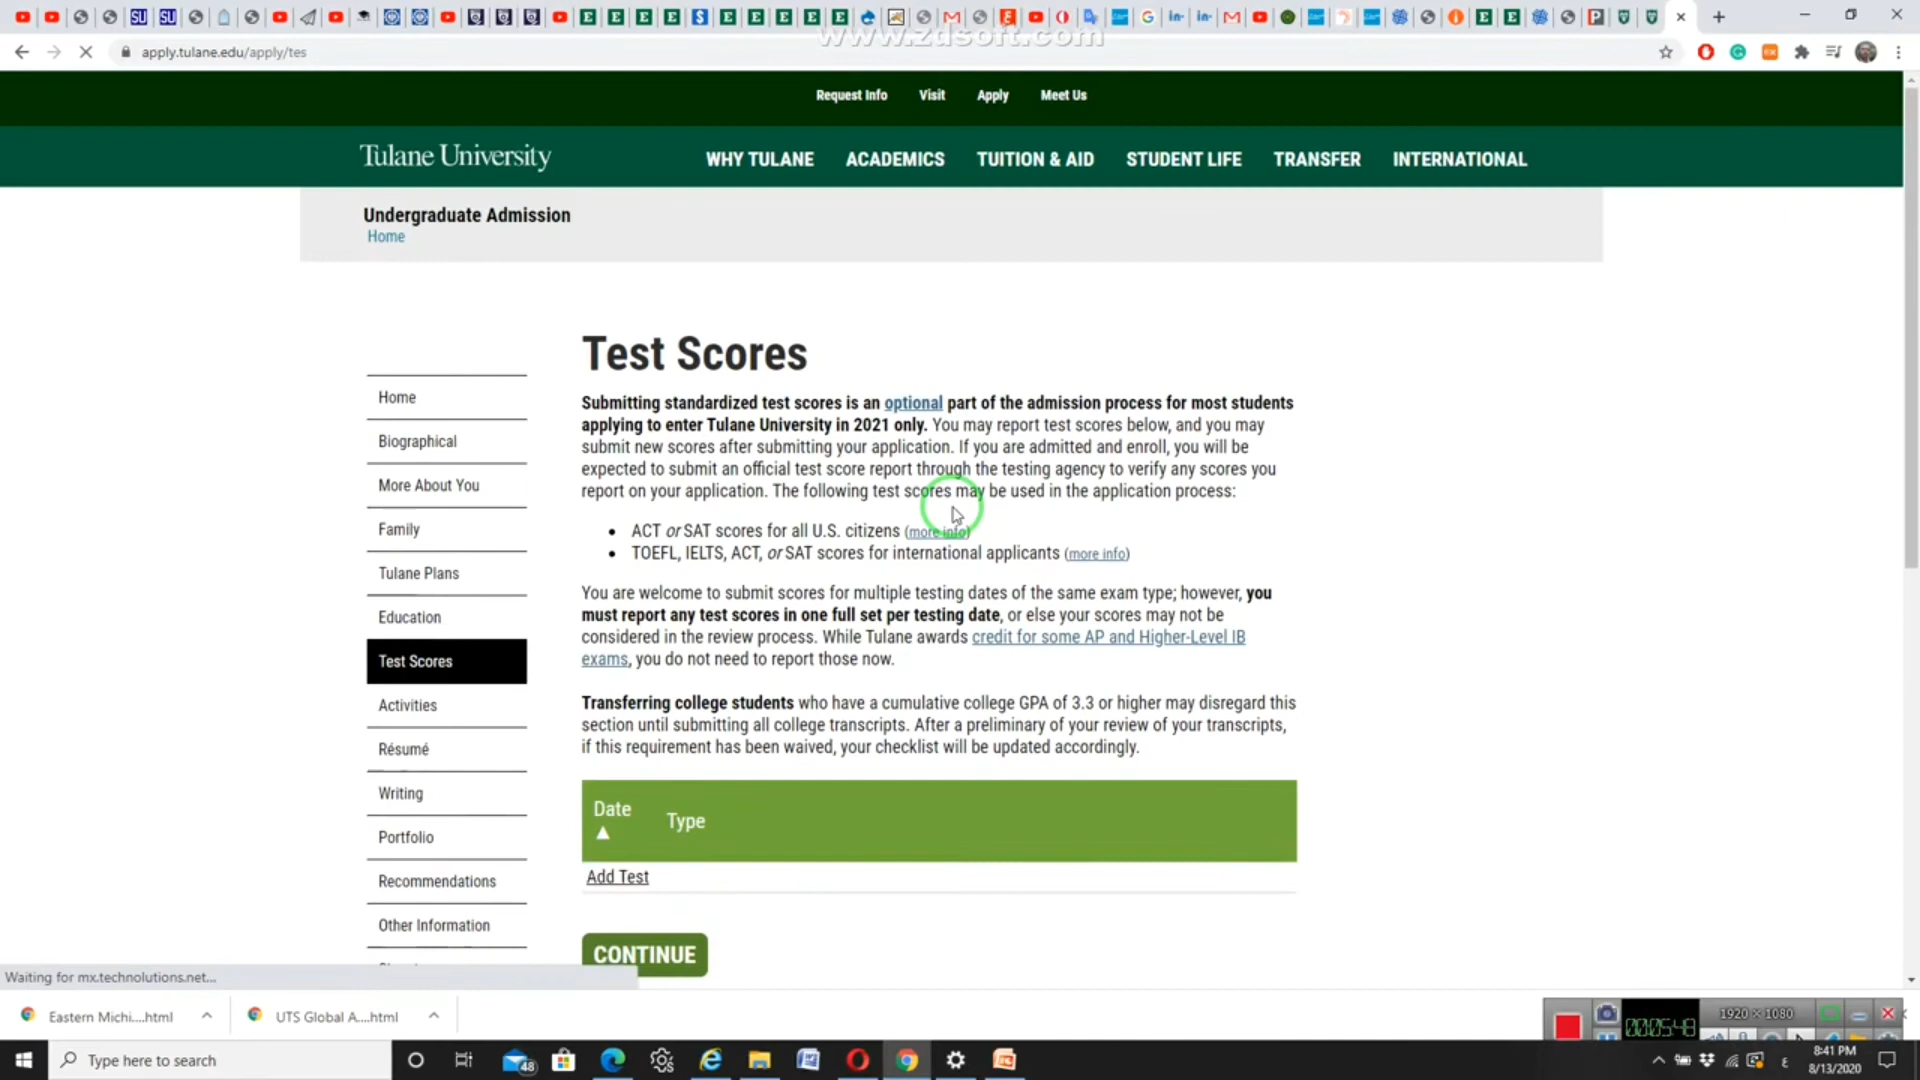 apply.tulane.edu/apply/tes
www.zdsoft.com
Request Info Visit Apply Meet Us
Tulane University WHY TULANE ACADEMICS TUITION & AID STUDENT LIFE TRANSFER INTERNATIONAL
Undergraduate Admission
Home
Home
Biographical
More About You
Family
Tulane Plans
Education
Test Scores
Activities
Résumé
Writing
Portfolio
Recommendations
Other Information
Test Scores
Submitting standardized test scores is an optional part of the admission process for most students
applying to enter Tulane University in 2021 only. You may report test scores below, and you may
submit new scores after submitting your application. If you are admitted and enroll, you will be
expected to submit an official test score report through the testing agency to verify any scores you
report on your application. The following test scores may be used in the application process:
• ACT or SAT scores for all U.S. citizens (more info)
• TOEFL, IELTS, ACT, or SAT scores for international applicants (more info)
You are welcome to submit scores for multiple testing dates of the same exam type; however, you
must report any test scores in one full set per testing date, or else your scores may not be
considered in the review process. While Tulane awards credit for some AP and Higher-Level IB
exams, you do not need to report those now.
Transferring college students who have a cumulative college GPA of 3.3 or higher may disregard this
section until submitting all college transcripts. After a preliminary of your review of your transcripts,
if this requirement has been waived, your checklist will be updated accordingly.
Date ▲ Type
Add Test
CONTINUE
Waiting for mx.technolutions.net...
Eastern Michi....html UTS Global A....html
1920 × 1080
00:05:48
Type here to search
48
ع
8:41 PM
8/13/2020